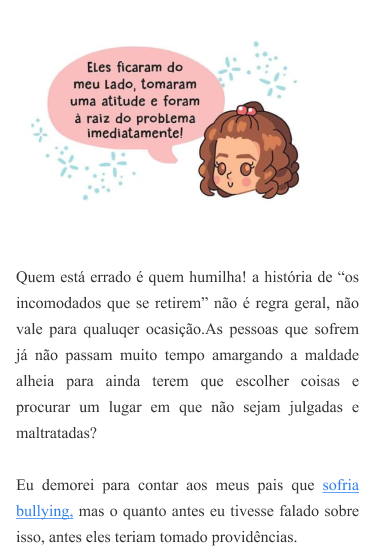 Eles ficaram do
meu lado, tomaram
uma atitude e foram
à raiz do problema
imediatamente!
Quem está errado é quem humilha! a história de “os
incomodados que se retirem” não é regra geral, não
vale para qualuqer ocasição.As pessoas que sofrem
já não passam muito tempo amargando a maldade
alheia para ainda terem que escolher coisas e
procurar um lugar em que não sejam julgadas e
maltratadas?
Eu demorei para contar aos meus pais que sofria
bullying, mas o quanto antes eu tivesse falado sobre
isso, antes eles teriam tomado providências.